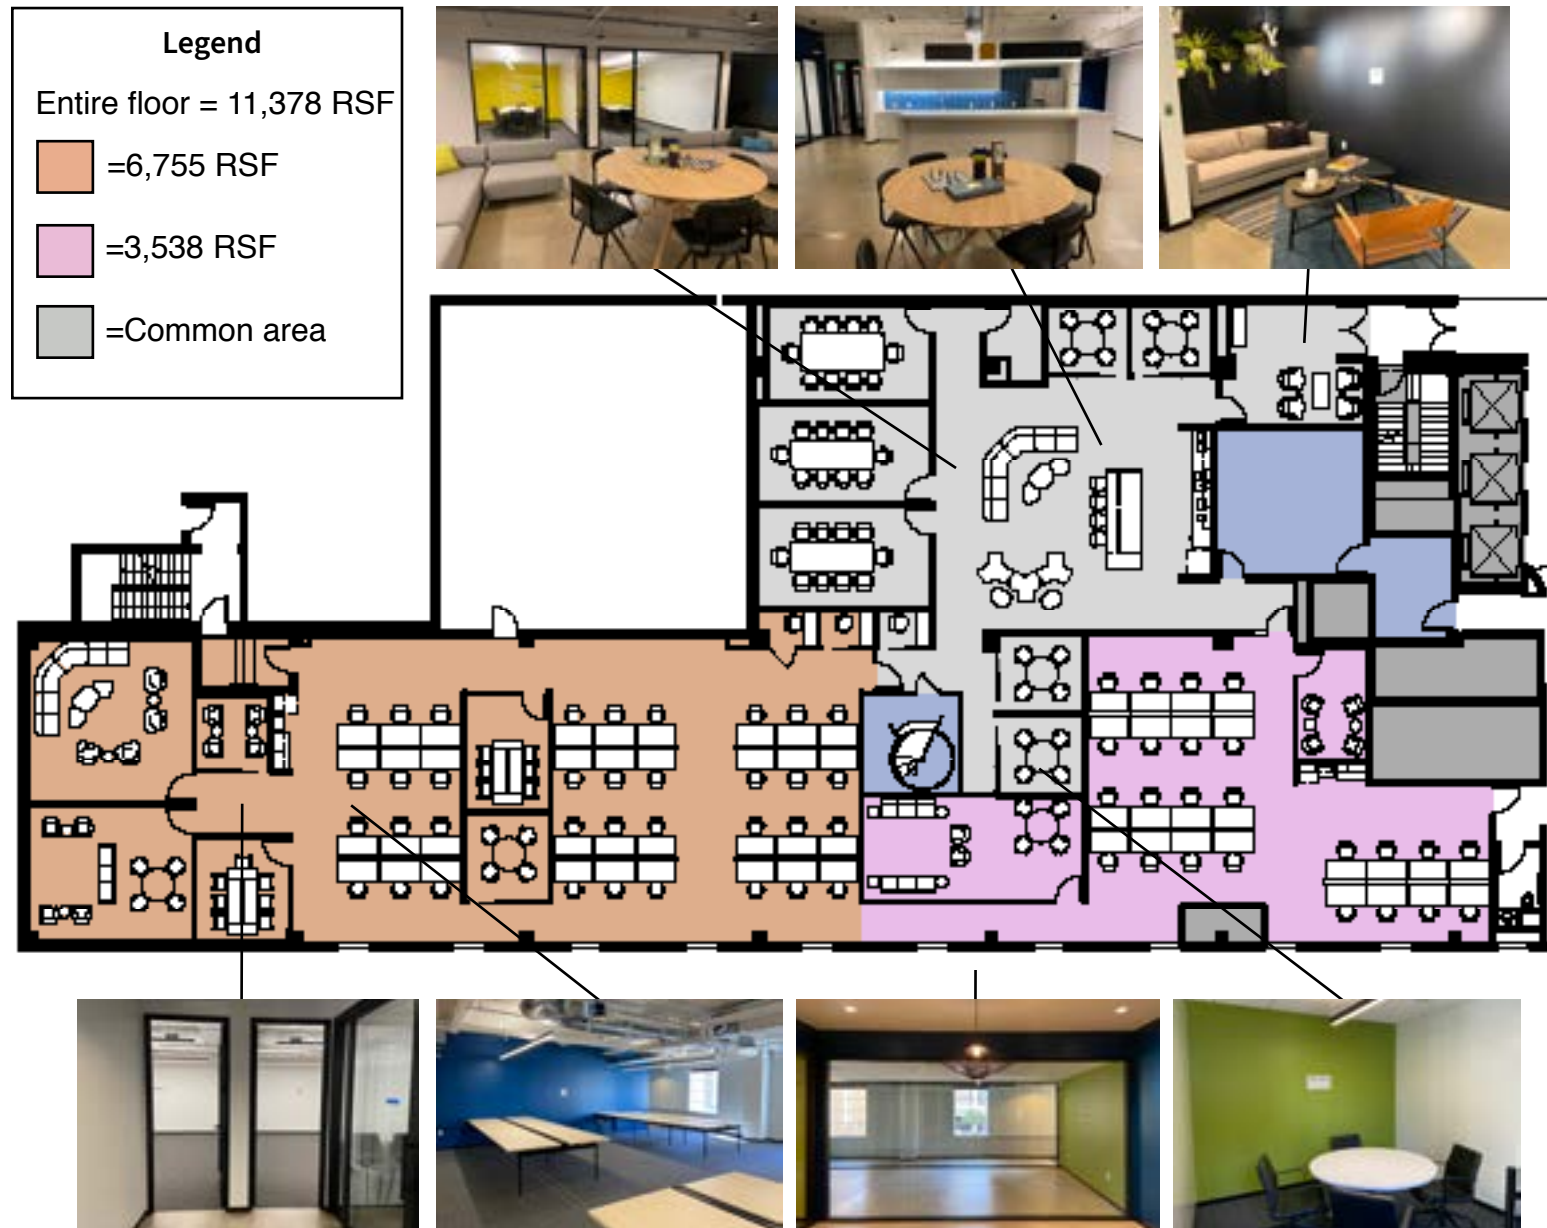 Legend
Entire floor = 11,378 RSF
=6,755 RSF
=3,538 RSF
=Common area